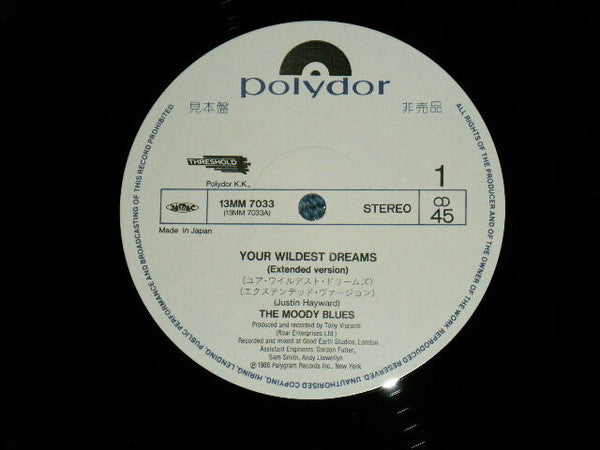 polydor
見本盤
非売品
THRESHOLD
Polydor K.K.,
1
JASRAC
13MM 7033
(13MM 7033A)
STEREO
45
Made in Japan
YOUR WILDEST DREAMS
(Extended version)
(ユア・ワイルデスト・ドリームズ)
(エクステンデッド・ヴァージョン)
(Justin Hayward)
THE MOODY BLUES
Produced and recorded by Tony Visconti
(Roar Enterprises Ltd.)
Recorded and mixed at Good Earth Studios, London
Assistant Engineers: Gordon Futter,
Sam Smith, Andy Llewellyn
℗ 1985 Polygram Records Inc., New York
ALL RIGHTS OF THE PRODUCER AND OF THE OWNER OF THE WORK REPRODUCED RESERVED. UNAUTHORISED COPYING, HIRING, LENDING, PUBLIC PERFORMANCE AND BROADCASTING OF THIS RECORD PROHIBITED.